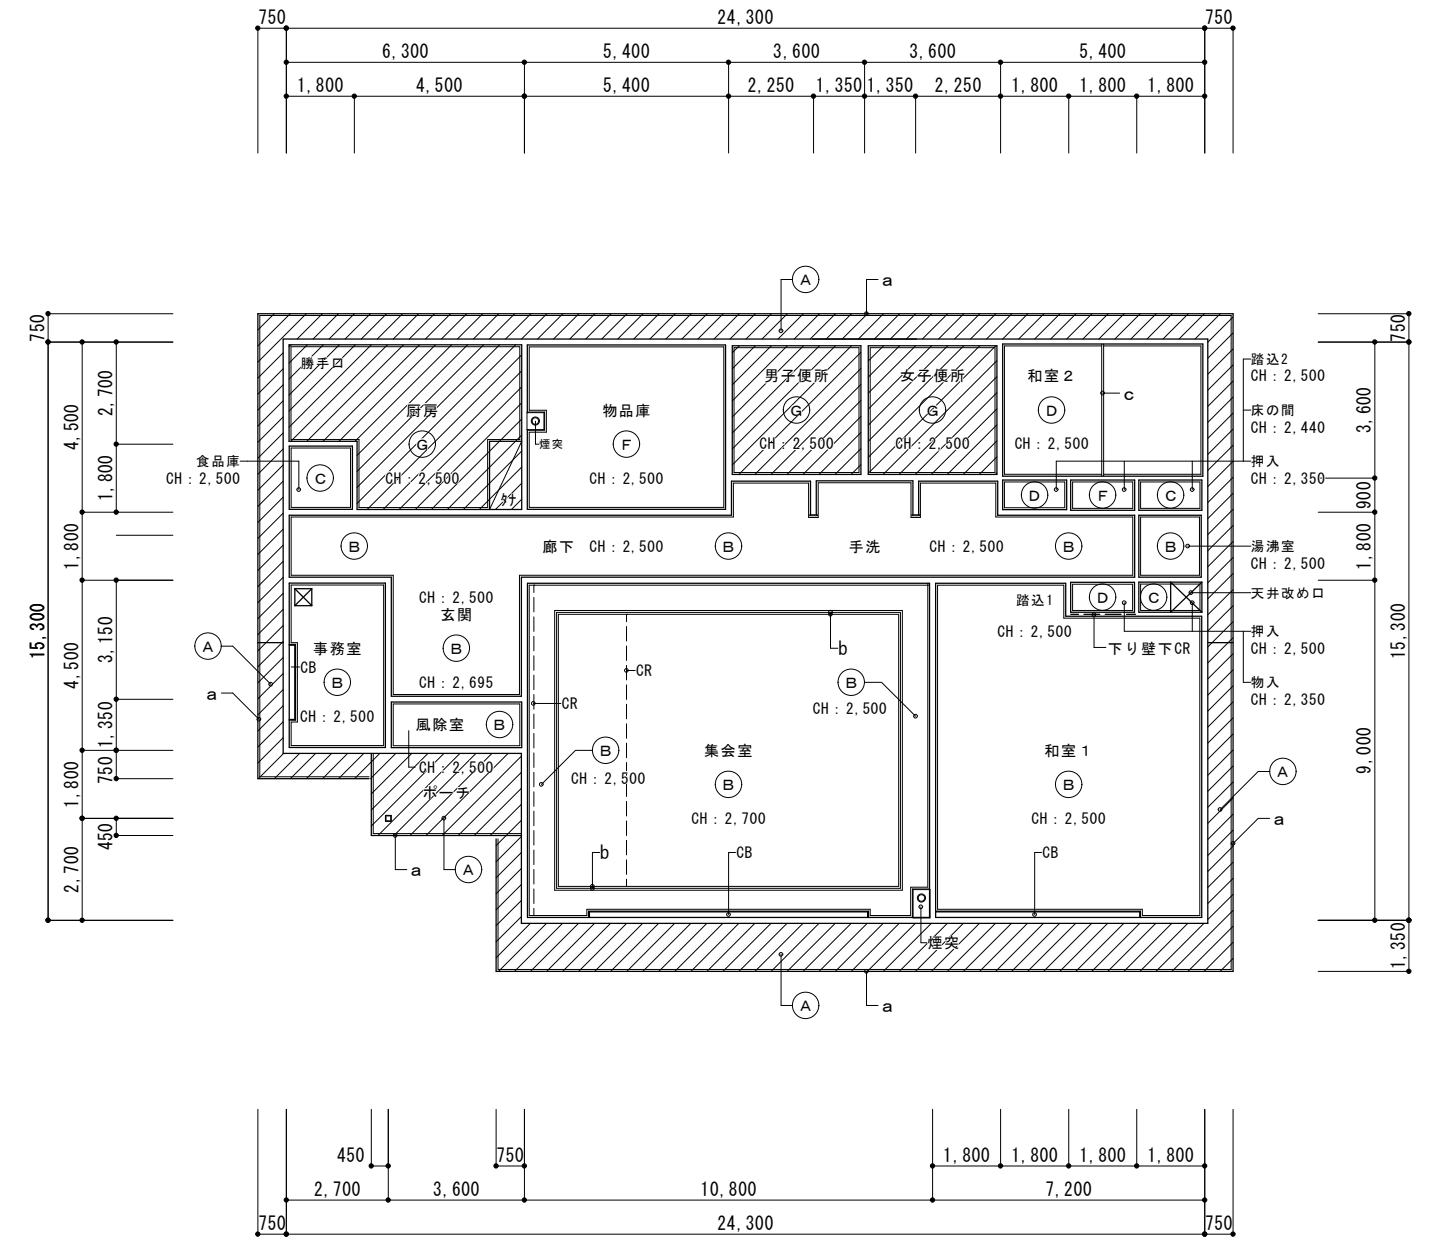 750 24,300 750
6,300 5,400 3,600 3,600 5,400
1,800 4,500 5,400 2,250 1,350 1,350 2,250 1,800 1,800 1,800
A a
750 750
勝手口
厨房
G
CH：2,500
ﾀﾅ
食品庫
CH：2,500
C
物品庫
F
CH：2,500
煙突
男子便所
G
CH：2,500
女子便所
G
CH：2,500
和室２
D
CH：2,500
c
踏込2
CH：2,500
床の間
CH：2,440
押入
CH：2,350
D F C
B 廊下 CH：2,500 B 手洗 CH：2,500 B B
湯沸室
CH：2,500
天井改め口
押入
CH：2,500
物入
CH：2,350
D C
踏込1
CH：2,500
下り壁下CR
CH：2,500
玄関
B
CH：2,695
事務室
CB
B
CH：2,500
風除室 B
CH：2,500
ポーチ
A
a
A
a
CR
CR
b
B
CH：2,500
B
CH：2,500
集会室
B
CH：2,700
b
CB
煙突
和室１
B
CH：2,500
CB
A
a
A
a
15,300
4,500 1,800 4,500 1,800 2,700
2,700 1,800 3,150 1,350 750 450
3,600 900 1,800 9,000
15,300
1,350
450 750 1,800 1,800 1,800 1,800
2,700 3,600 10,800 7,200
750 24,300 750